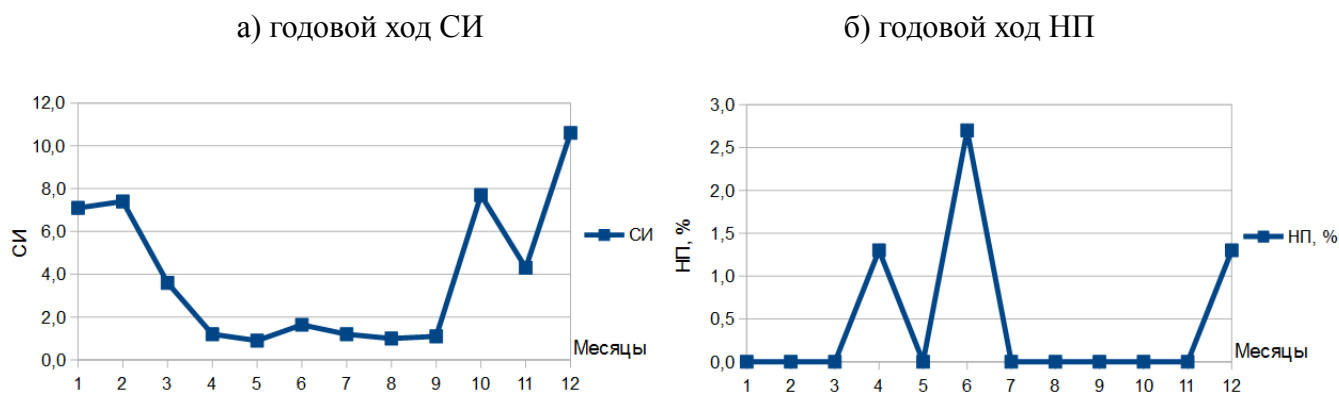 а) годовой ход СИ
б) годовой ход НП
12,0
10,0
8,0
6,0
4,0
2,0
0,0
СИ
СИ
Месяцы
1 2 3 4 5 6 7 8 9 10 11 12
3,0
2,5
2,0
1,5
1,0
0,5
0,0
НП, %
НП, %
Месяцы
1 2 3 4 5 6 7 8 9 10 11 12